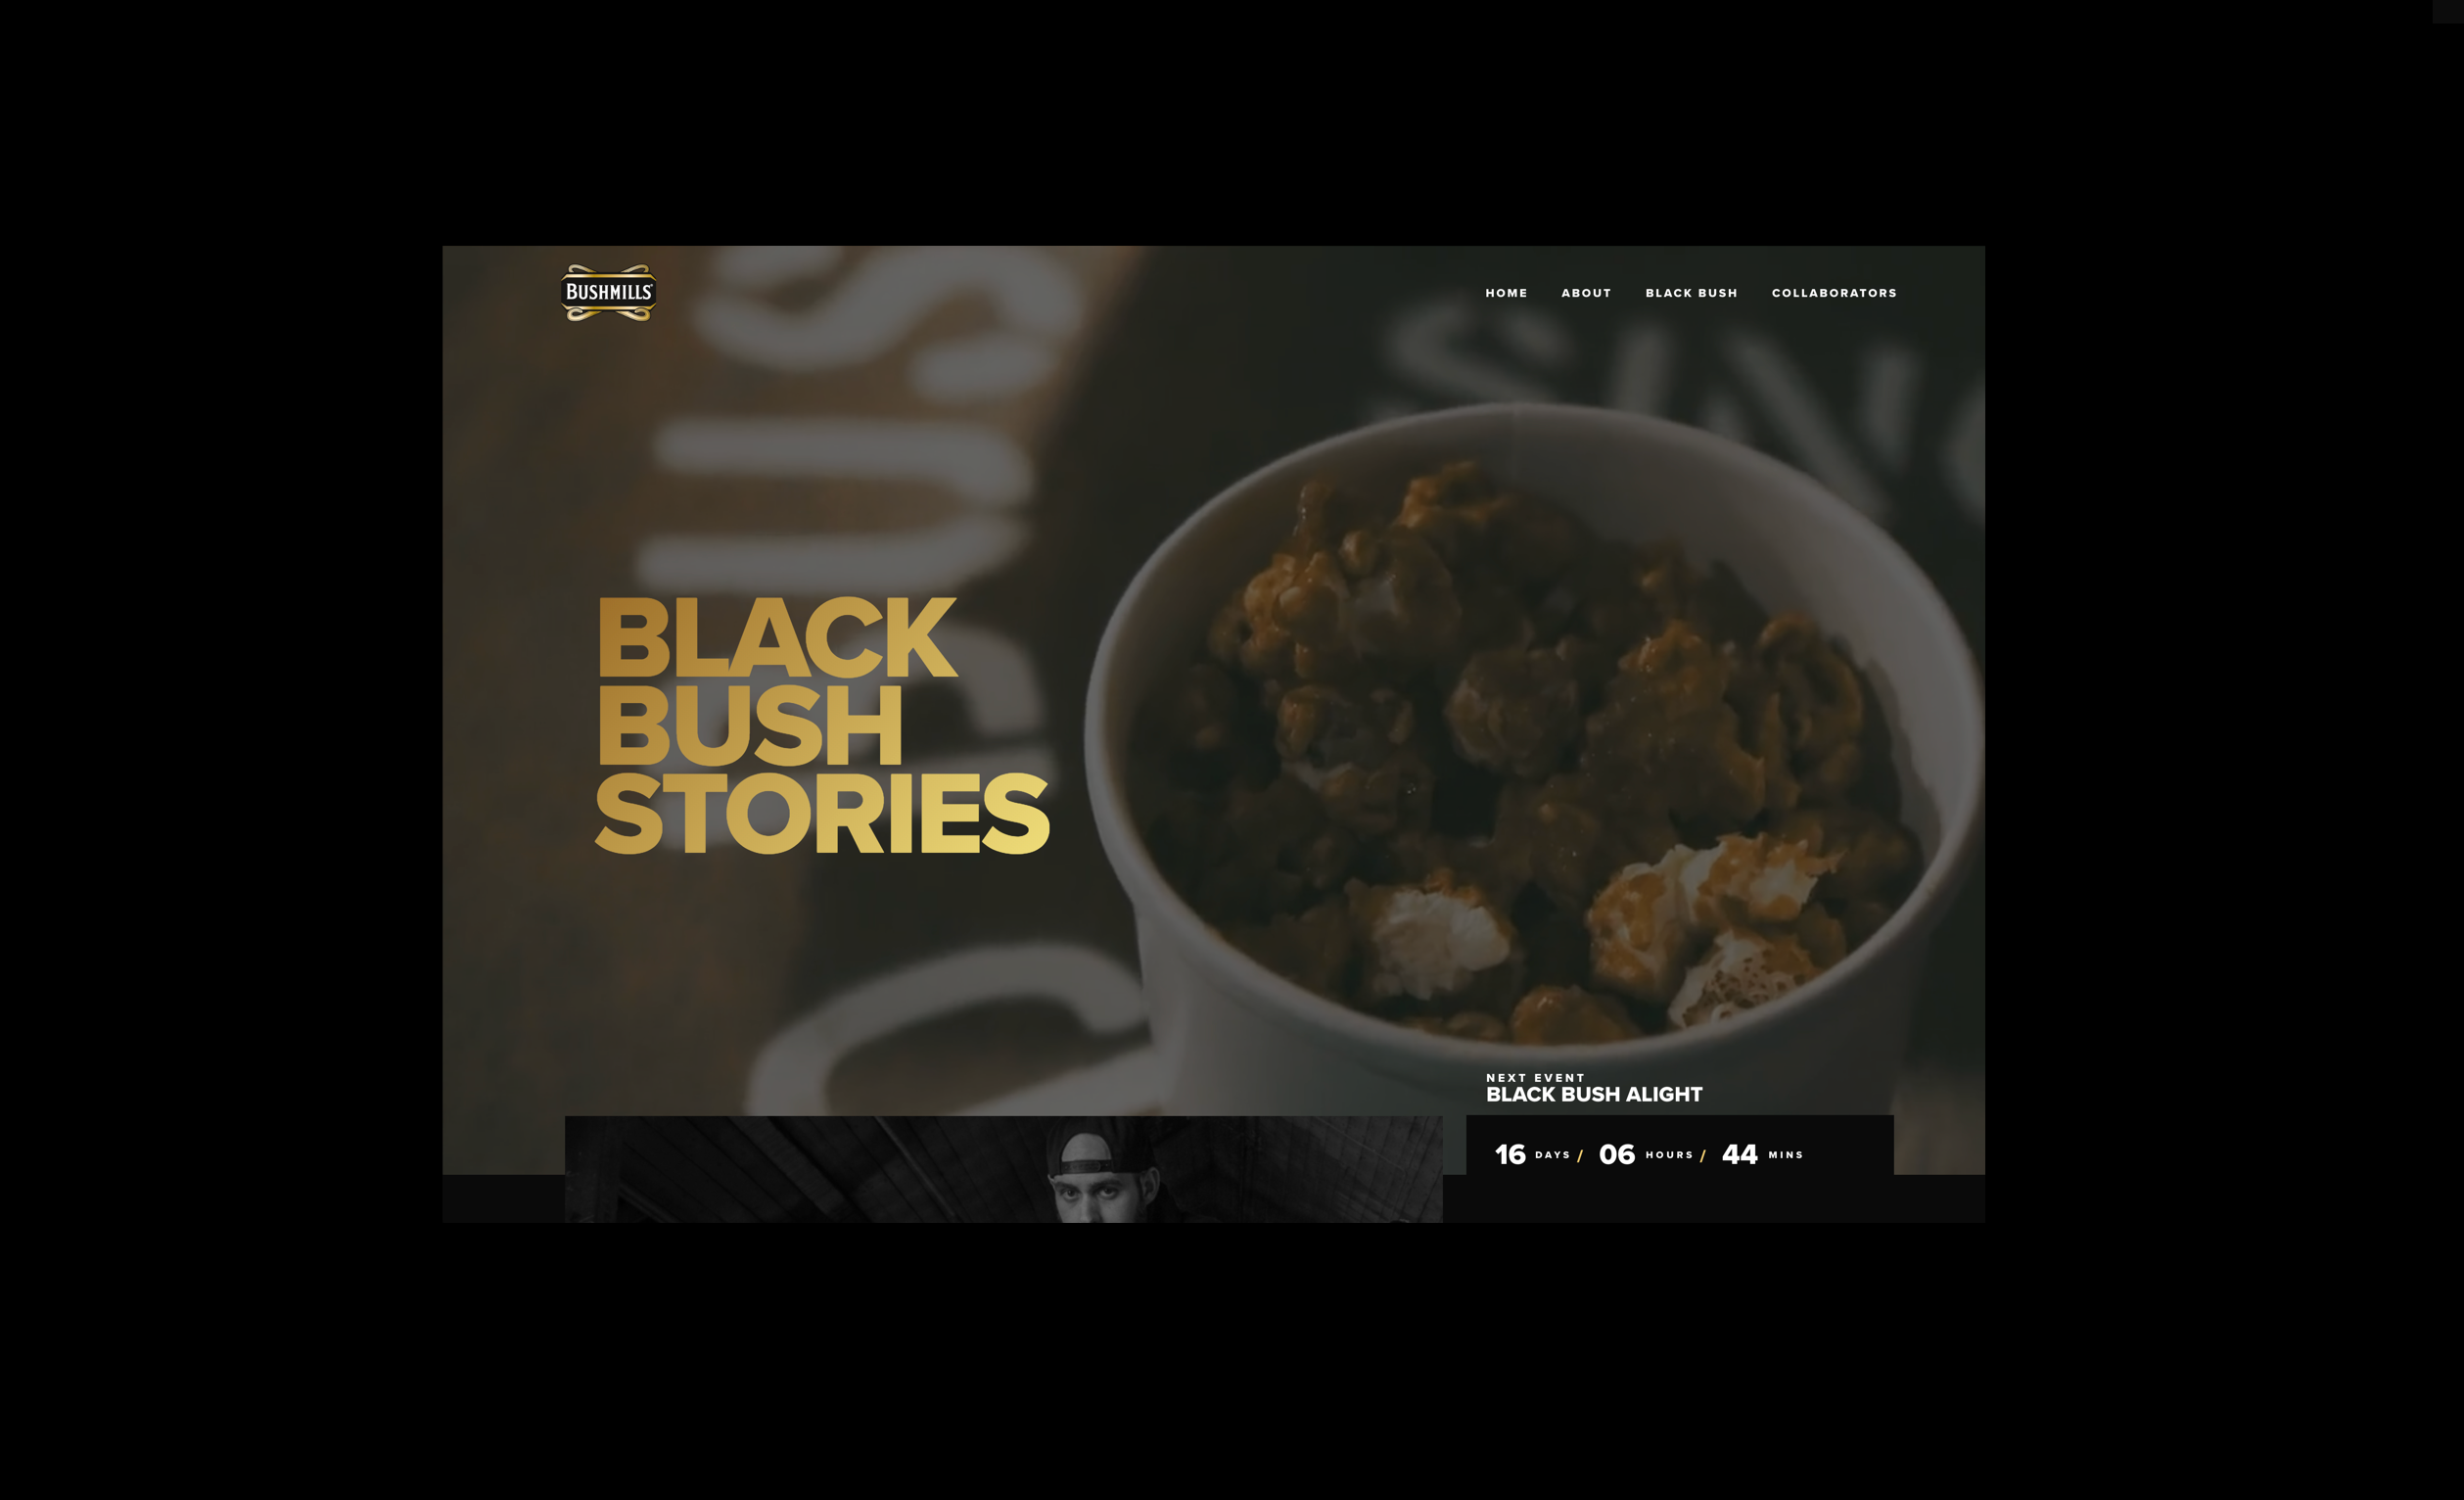 BUSHMILLS
HOME ABOUT BLACK BUSH COLLABORATORS
BLACK
BUSH
STORIES
NEXT EVENT
BLACK BUSH ALIGHT
16 DAYS / 06 HOURS / 44 MINS